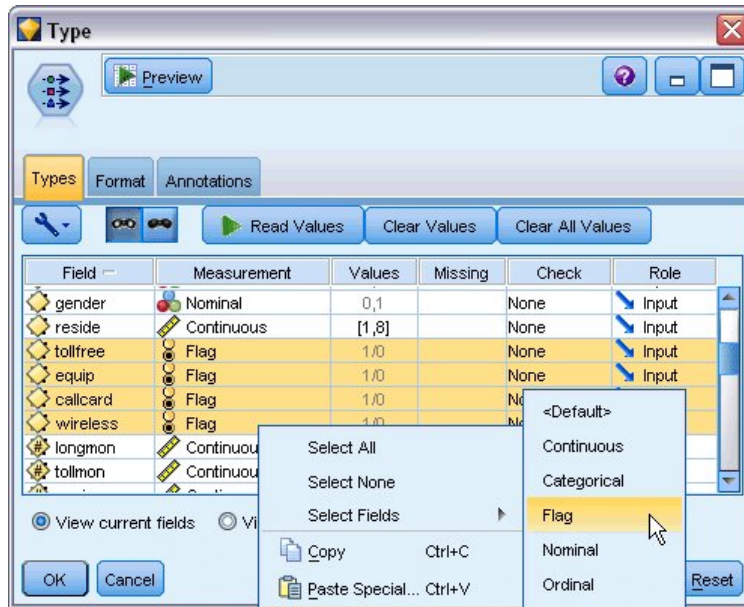 Type
Preview
Types Format Annotations
Read Values Clear Values Clear All Values
Field Measurement Values Missing Check Role
gender Nominal 0,1 None Input
reside Continuous [1,8] None Input
tollfree Flag 1/0 None Input
equip Flag 1/0 None Input
callcard Flag 1/0
wireless Flag 1/0
longmon
tollmon
View current fields
OK Cancel Reset
Select All
Select None
Select Fields
Copy Ctrl+C
Paste Special... Ctrl+V
<Default>
Continuous
Categorical
Flag
Nominal
Ordinal